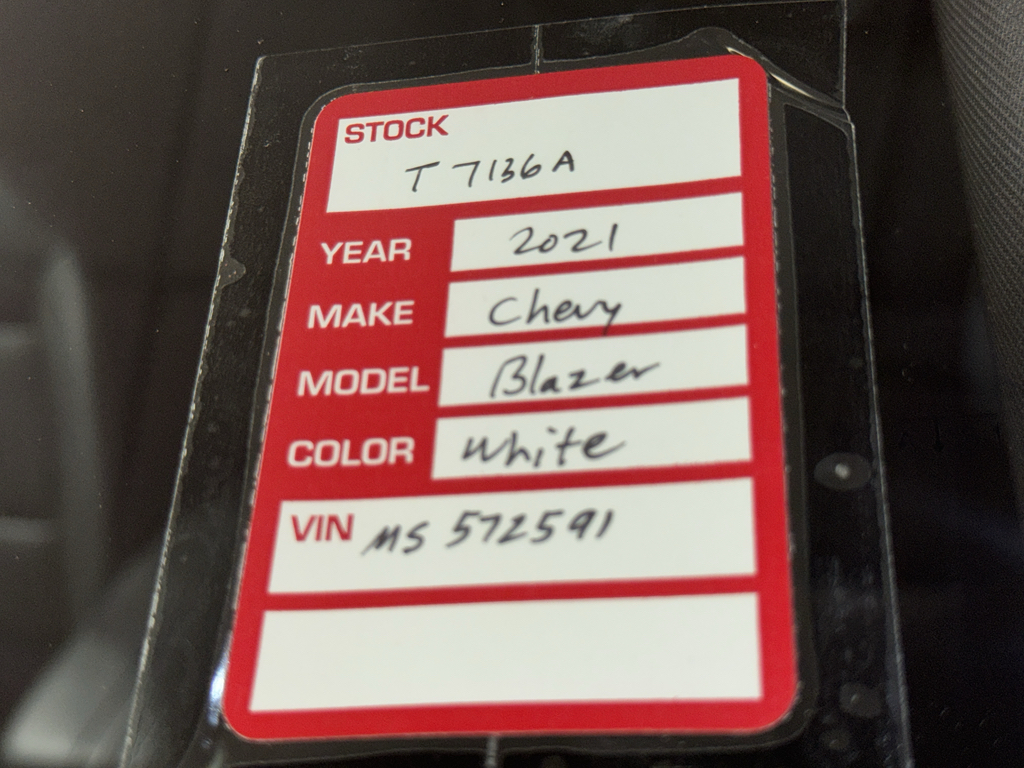 STOCK
T 7136A
YEAR 2021
MAKE Chevy
MODEL Blazer
COLOR White
VIN MS 572591